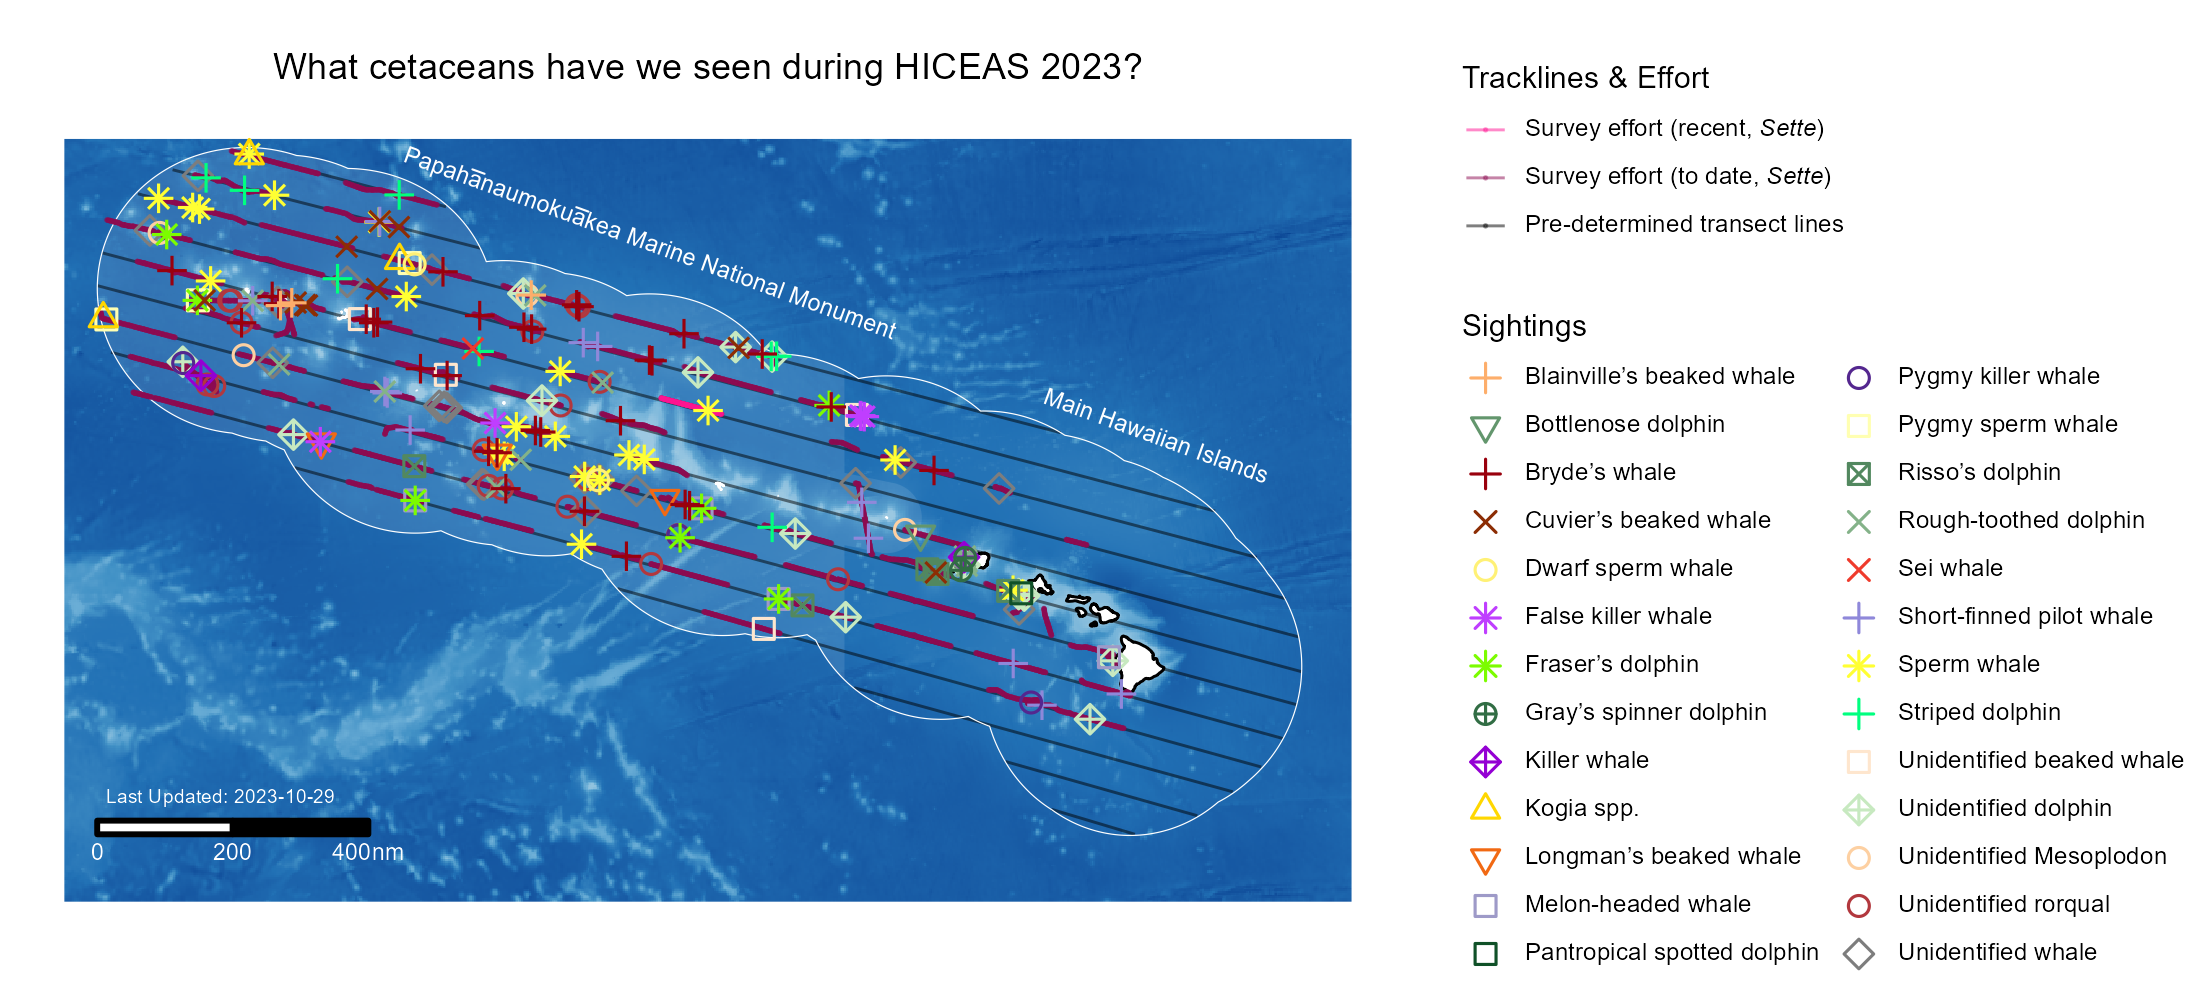 What cetaceans have we seen during HICEAS 2023?
Papahānaumokuākea Marine National Monument
Main Hawaiian Islands
Last Updated: 2023-10-29
0 200 400nm
Tracklines & Effort
Survey effort (recent, Sette)
Survey effort (to date, Sette)
Pre-determined transect lines
Sightings
Blainville's beaked whale
Bottlenose dolphin
Bryde's whale
Cuvier's beaked whale
Dwarf sperm whale
False killer whale
Fraser's dolphin
Gray's spinner dolphin
Killer whale
Kogia spp.
Longman's beaked whale
Melon-headed whale
Pantropical spotted dolphin
Pygmy killer whale
Pygmy sperm whale
Risso's dolphin
Rough-toothed dolphin
Sei whale
Short-finned pilot whale
Sperm whale
Striped dolphin
Unidentified beaked whale
Unidentified dolphin
Unidentified Mesoplodon
Unidentified rorqual
Unidentified whale